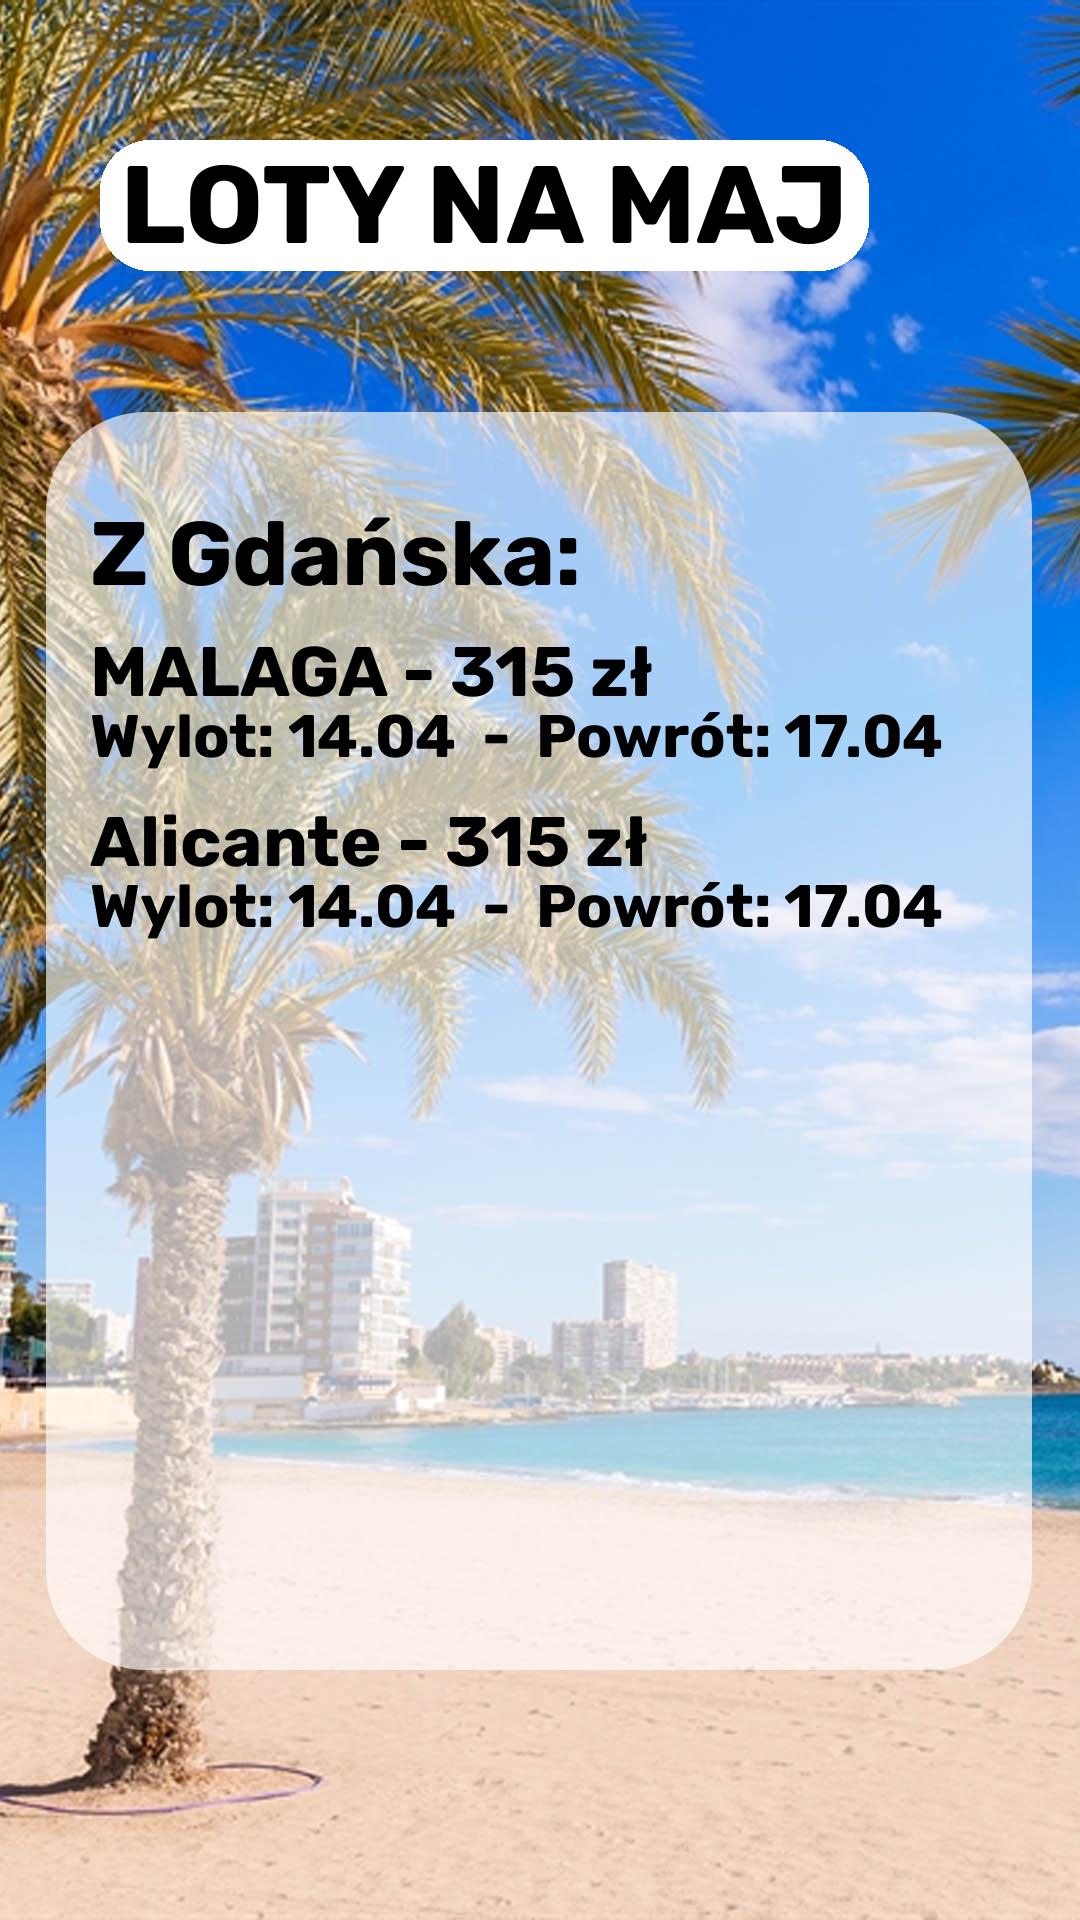 LOTY NA MAJ
Z Gdańska:
MALAGA - 315 zł
Wylot: 14.04 - Powrót: 17.04
Alicante - 315 zł
Wylot: 14.04 - Powrót: 17.04